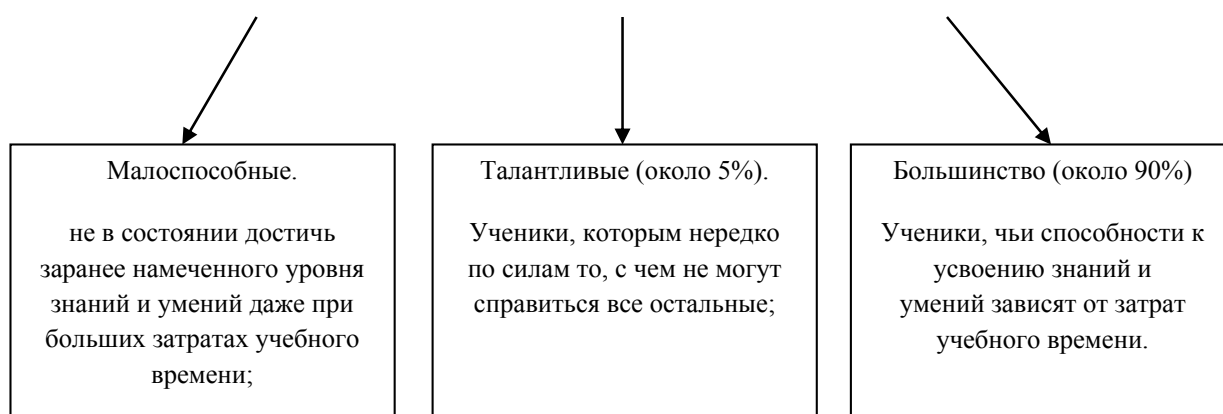 Малоспособные.
не в состоянии достичь
заранее намеченного уровня
знаний и умений даже при
больших затратах учебного
времени;
Талантливые (около 5%).
Ученики, которым нередко
по силам то, с чем не могут
справиться все остальные;
Большинство (около 90%)
Ученики, чьи способности к
усвоению знаний и
умений зависят от затрат
учебного времени.